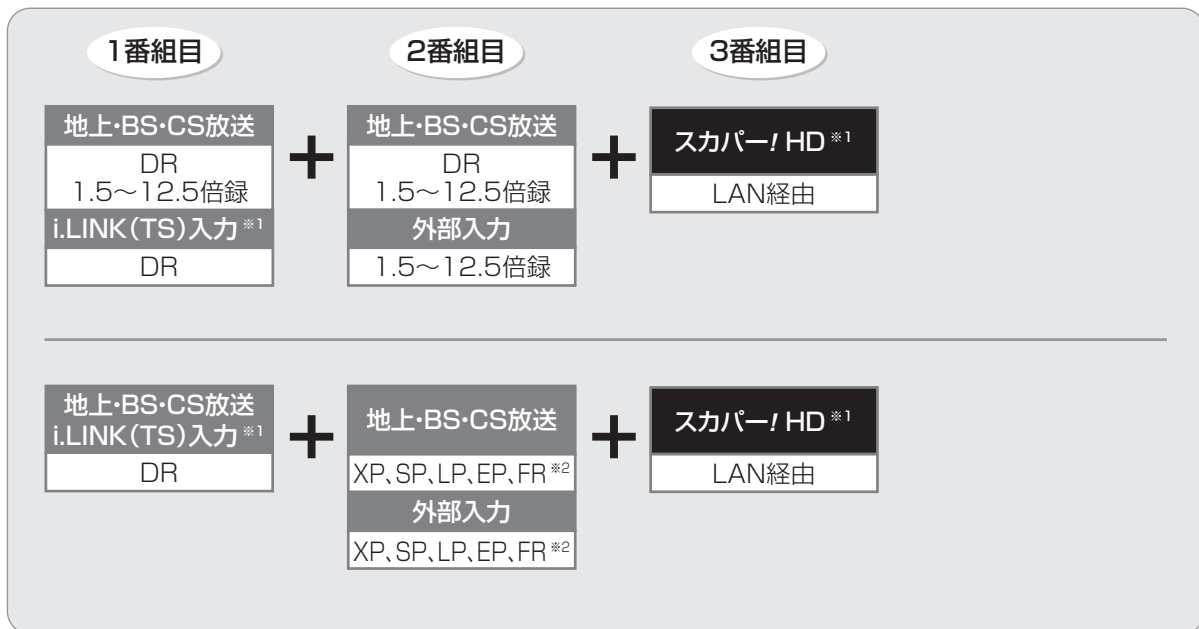 1番組目
2番組目
3番組目
地上・BS・CS放送
DR
1.5〜12.5倍録
i.LINK(TS)入力※1
DR
+
地上・BS・CS放送
DR
1.5〜12.5倍録
外部入力
1.5〜12.5倍録
+
スカパー! HD※1
LAN経由
地上・BS・CS放送
i.LINK(TS)入力※1
DR
+
地上・BS・CS放送
XP、SP、LP、EP、FR※2
外部入力
XP、SP、LP、EP、FR※2
+
スカパー! HD※1
LAN経由